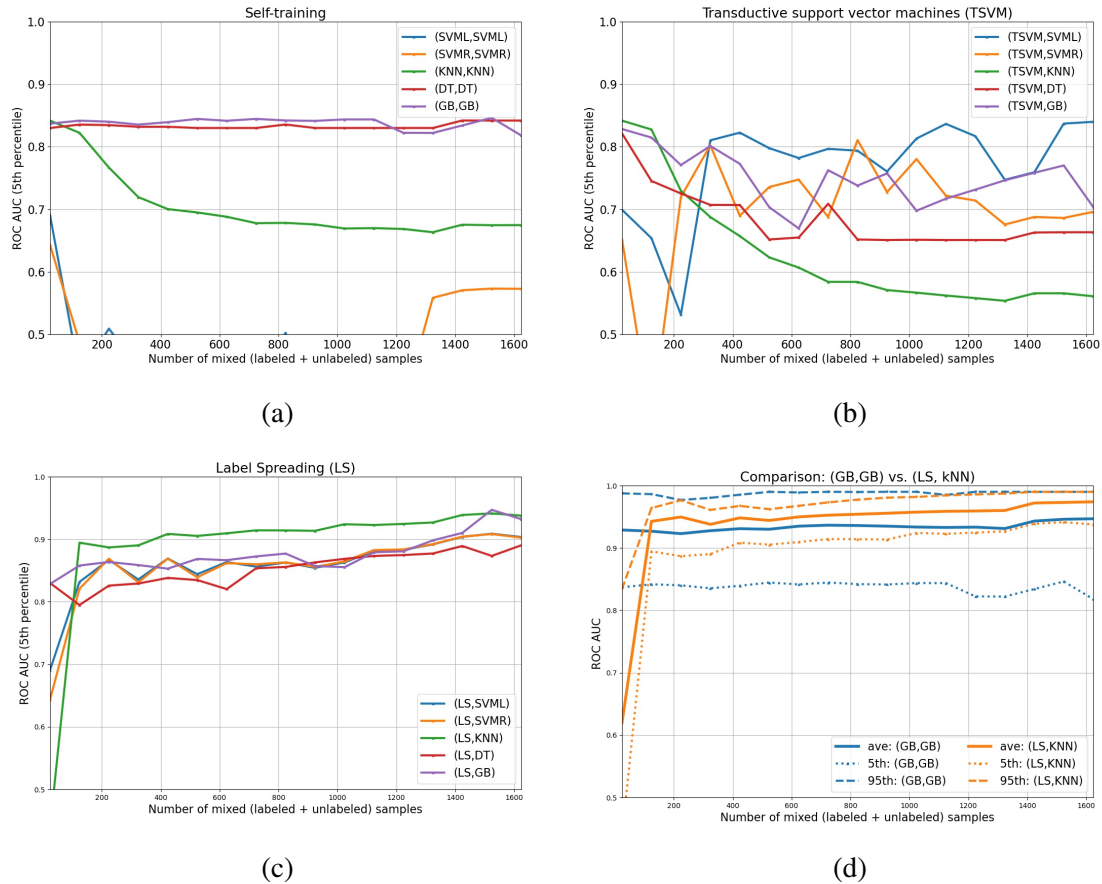 Self-training
1.0
0.9
0.8
0.7
0.6
0.5
ROC AUC (5th percentile)
(SVML,SVML)
(SVMR,SVMR)
(KNN,KNN)
(DT,DT)
(GB,GB)
200 400 600 800 1000 1200 1400 1600
Number of mixed (labeled + unlabeled) samples
(a)
Transductive support vector machines (TSVM)
1.0
0.9
0.8
0.7
0.6
0.5
ROC AUC (5th percentile)
(TSVM,SVML)
(TSVM,SVMR)
(TSVM,KNN)
(TSVM,DT)
(TSVM,GB)
200 400 600 800 1000 1200 1400 1600
Number of mixed (labeled + unlabeled) samples
(b)
Label Spreading (LS)
1.0
0.9
0.8
0.7
0.6
0.5
ROC AUC (5th percentile)
(LS,SVML)
(LS,SVMR)
(LS,KNN)
(LS,DT)
(LS,GB)
200 400 600 800 1000 1200 1400 1600
Number of mixed (labeled + unlabeled) samples
(c)
Comparison: (GB,GB) vs. (LS, kNN)
1.0
0.9
0.8
0.7
0.6
0.5
ROC AUC
ave: (GB,GB) ave: (LS,KNN)
5th: (GB,GB) 5th: (LS,KNN)
95th: (GB,GB) 95th: (LS,KNN)
200 400 600 800 1000 1200 1400 1600
Number of mixed (labeled + unlabeled) samples
(d)